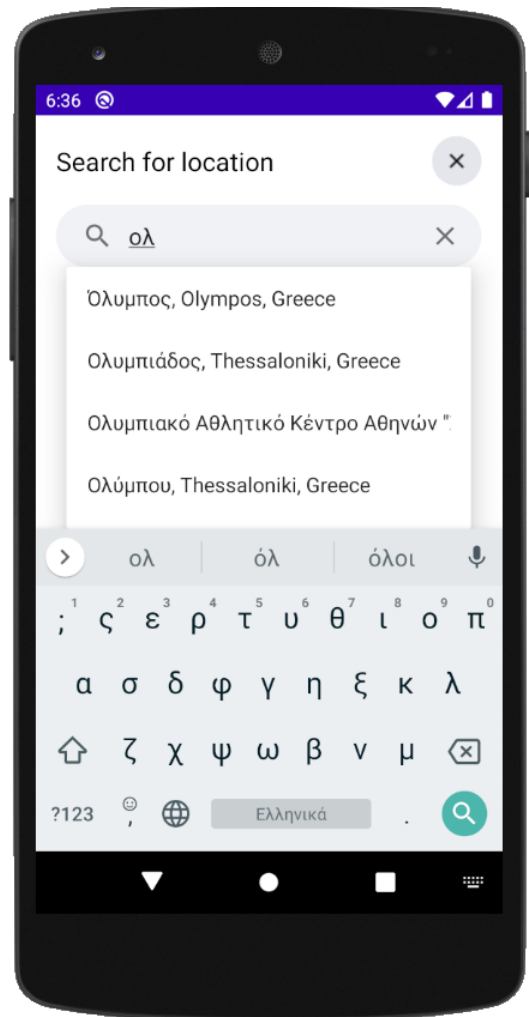 6:36
Search for location
ολ
Όλυμπος, Olympos, Greece
Ολυμπιάδος, Thessaloniki, Greece
Ολυμπιακό Αθλητικό Κέντρο Αθηνών "
Ολύμπου, Thessaloniki, Greece
ολ όλ όλοι
; 1 ς 2 ε 3 ρ 4 τ 5 υ 6 θ 7 ι 8 ο 9 π 0
α σ δ φ γ η ξ κ λ
ζ χ ψ ω β ν μ
?123 , Ελληνικά .